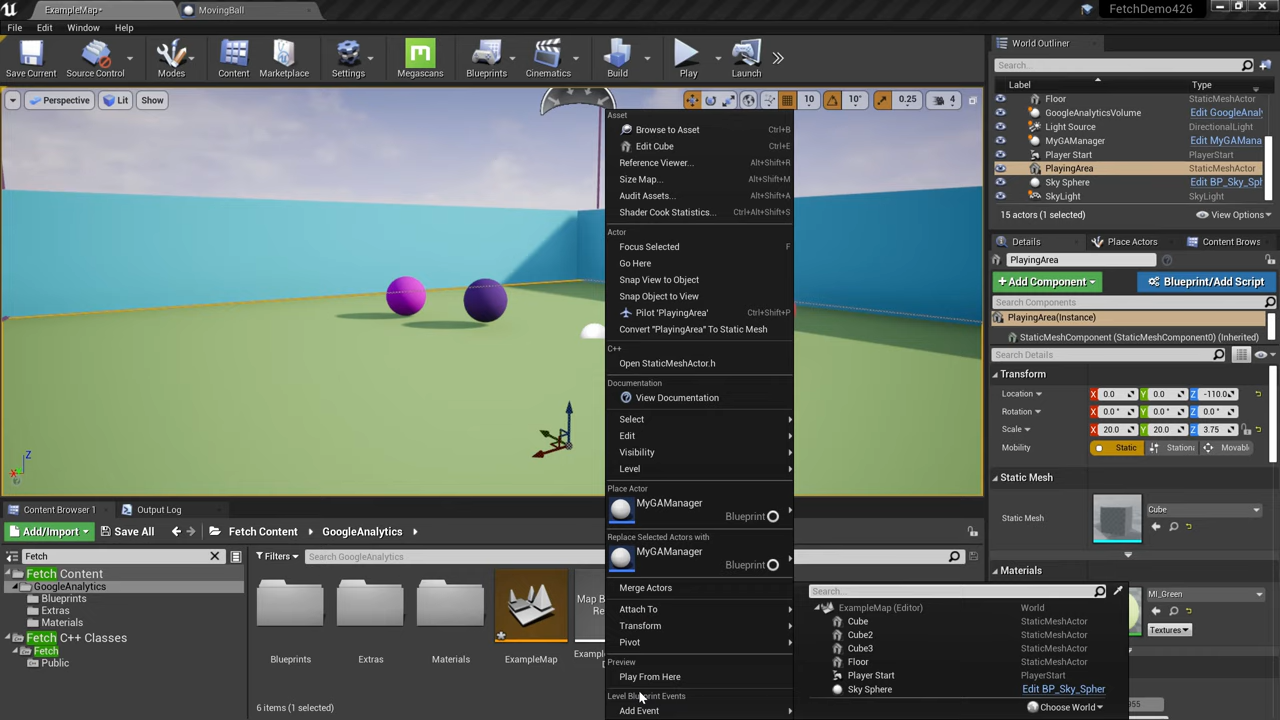 ExampleMap*
MovingBall
FetchDemo426
File
Edit
Window
Help
Save Current
Source Control
Modes
Content
Marketplace
Settings
Megascans
Blueprints
Cinematics
Build
Play
Launch
Perspective
Lit
Show
10
10°
0.25
4
World Outliner
Search...
Label
Type
Floor
StaticMeshActor
GoogleAnalyticsVolume
Edit GoogleAnal
Light Source
DirectionalLight
MyGAManager
Edit MyGAMana
Player Start
PlayerStart
PlayingArea
StaticMeshActor
Sky Sphere
Edit BP_Sky_Spl
SkyLight
SkyLight
15 actors (1 selected)
View Options
Details
Place Actors
Content Brows
PlayingArea
Add Component
Blueprint/Add Script
Search Components
PlayingArea(Instance)
StaticMeshComponent (StaticMeshComponent0) (Inherited)
Search Details
Transform
Location
X 0.0
Y 0.0
Z -110.0
Rotation
X 0.0 °
Y 0.0 °
Z 0.0 °
Scale
X 20.0
Y 20.0
Z 3.75
Mobility
Static
Station
Movabl
Static Mesh
Static Mesh
Cube
Materials
MI_Green
Textures
955
Asset
Browse to Asset
Ctrl+B
Edit Cube
Ctrl+E
Reference Viewer...
Alt+Shift+R
Size Map...
Alt+Shift+M
Audit Assets...
Alt+Shift+A
Shader Cook Statistics...
Ctrl+Alt+Shift+S
Actor
Focus Selected
F
Go Here
Snap View to Object
Snap Object to View
Pilot 'PlayingArea'
Ctrl+Shift+P
Convert "PlayingArea" To Static Mesh
C++
Open StaticMeshActor.h
Documentation
View Documentation
Select
Edit
Visibility
Level
Place Actor
MyGAManager
Blueprint
Replace Selected Actors with
MyGAManager
Blueprint
Merge Actors
Attach To
Transform
Pivot
Preview
Play From Here
Level Blueprint Events
Add Event
Search...
ExampleMap (Editor)
World
Cube
StaticMeshActor
Cube2
StaticMeshActor
Cube3
StaticMeshActor
Floor
StaticMeshActor
Player Start
PlayerStart
Sky Sphere
Edit BP_Sky_Spher
Choose World
Z
X
Content Browser 1
Output Log
Add/Import
Save All
Fetch Content
GoogleAnalytics
Fetch
Filters
Search GoogleAnalytics
Fetch Content
GoogleAnalytics
Blueprints
Extras
Materials
Fetch C++ Classes
Fetch
Public
Blueprints
Extras
Materials
ExampleMap
Map B
Re
Example
6 items (1 selected)